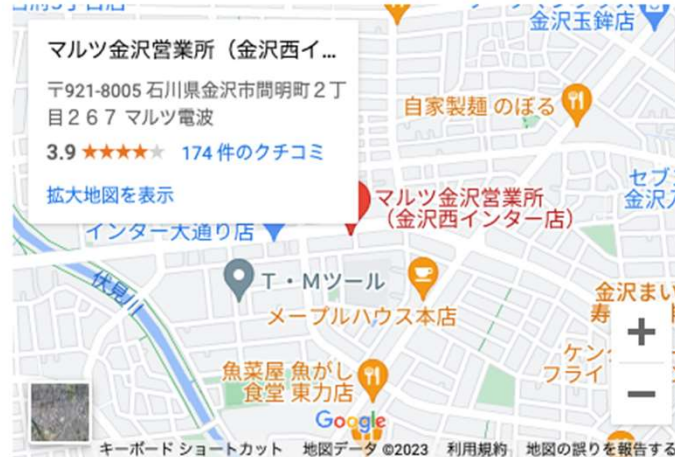 金沢玉鉾店
マルツ金沢営業所（金沢西イ...
〒921-8005 石川県金沢市間明町２丁
目２６７ マルツ電波
3.9
174 件のクチコミ
拡大地図を表示
自家製麺 のぼる
マルツ金沢営業所
（金沢西インター店）
セブ
金沢
インター大通り店
伏見川
T・Mツール
メープルハウス本店
金沢まい
寿
ケン
フライ
魚菜屋 魚がし
食堂 東力店
Google
キーボード ショートカット 地図データ ©2023 利用規約 地図の誤りを報告する